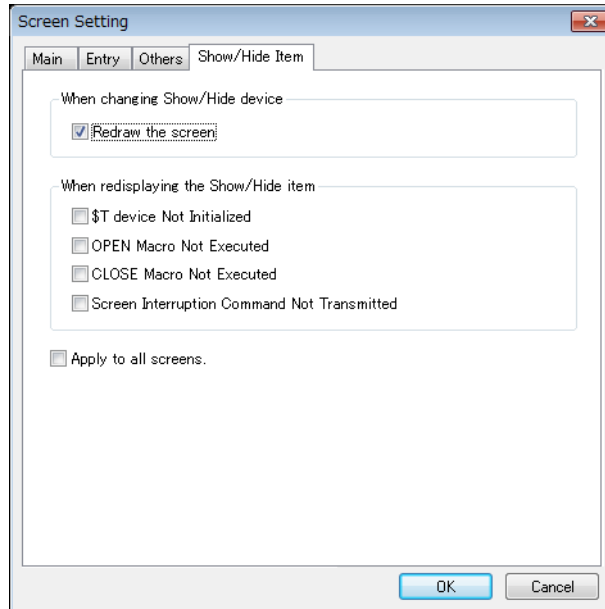 Screen Setting
Main Entry Others Show/Hide Item
When changing Show/Hide device
Redraw the screen
When redisplaying the Show/Hide item
$T device Not Initialized
OPEN Macro Not Executed
CLOSE Macro Not Executed
Screen Interruption Command Not Transmitted
Apply to all screens.
OK Cancel